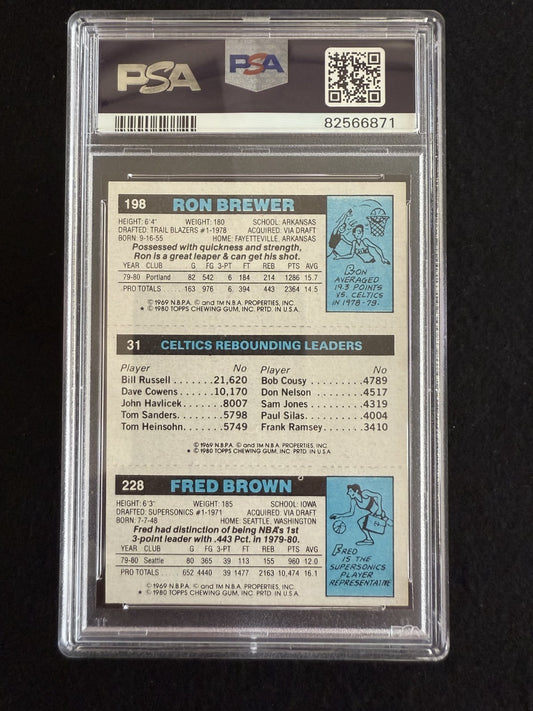 PSA
PSA
82566871
198 RON BREWER
HEIGHT: 6'4" WEIGHT: 180 SCHOOL: ARKANSAS
DRAFTED: TRAIL BLAZERS #1-1978 ACQUIRED: VIA DRAFT
BORN: 9-16-55 HOME: FAYETTEVILLE, ARKANSAS
Possessed with quickness and strength,
Ron is a great leaper & can get his shot.
YEAR CLUB G FG 3-PT FT REB PTS AVG
79-80 Portland 82 542 6 184 214 1286 15.7
PRO TOTALS 163 976 6 394 443 2364 14.5
© 1969 N.B.P.A. © and TM N.B.A. PROPERTIES, INC.
★ © 1980 TOPPS CHEWING GUM, INC. PRTD. IN U.S.A.
RON
AVERAGED
19.3 POINTS
VS. CELTICS
IN 1978-79.
31 CELTICS REBOUNDING LEADERS
Player No Player No
Bill Russell.......21,620 Bob Cousy........4789
Dave Cowens.....10,170 Don Nelson.......4517
John Havlicek......8007 Sam Jones........4319
Tom Sanders.......5798 Paul Silas.........4004
Tom Heinsohn.....5749 Frank Ramsey....3410
© 1969 N.B.P.A. © and TM N.B.A. PROPERTIES, INC.
★ © 1980 TOPPS CHEWING GUM, INC. PRTD. IN U.S.A.
228 FRED BROWN
HEIGHT: 6'3" WEIGHT: 185 SCHOOL: IOWA
DRAFTED: SUPERSONICS #1-1971 ACQUIRED: VIA DRAFT
BORN: 7-7-48 HOME: SEATTLE, WASHINGTON
Fred had distinction of being NBA's 1st
3-point leader with .443 Pct. in 1979-80.
YEAR CLUB G FG 3-PT FT REB PTS AVG
79-80 Seattle 80 365 39 113 155 960 12.0
PRO TOTALS 652 4440 39 1477 2163 10,474 16.1
© 1969 N.B.P.A. © and TM N.B.A. PROPERTIES, INC.
★ © 1980 TOPPS CHEWING GUM, INC. PRTD. IN U.S.A.
FRED
IS THE
SUPERSONICS
PLAYER
REPRESENTATIVE